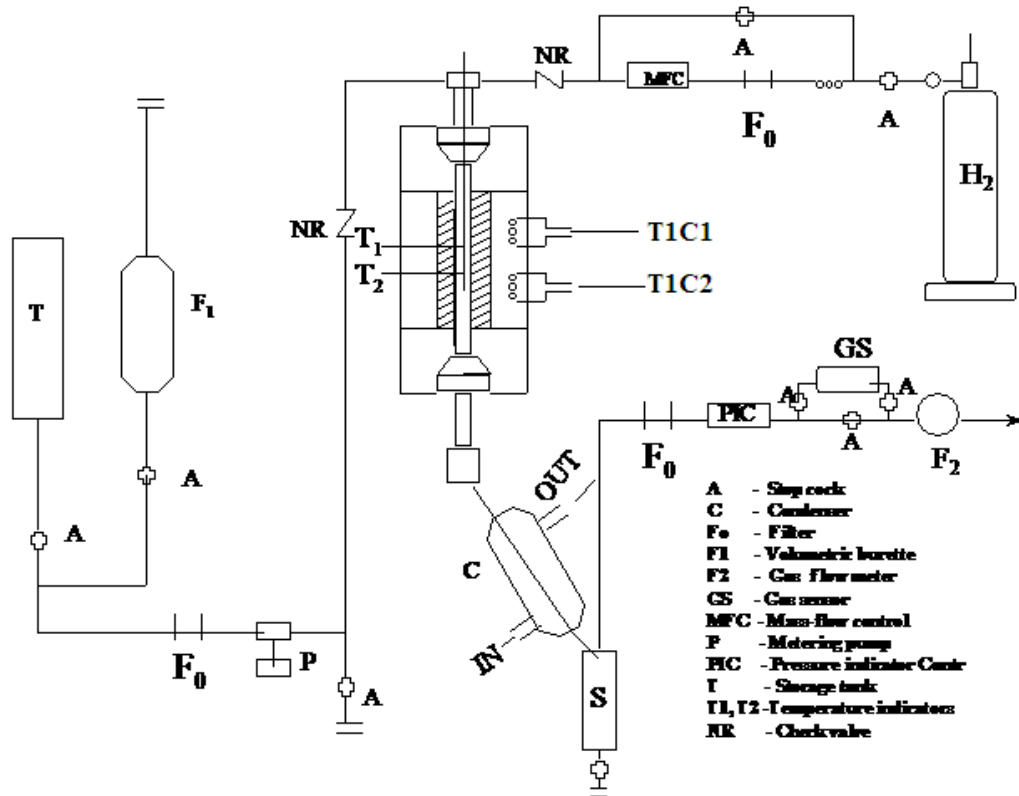 A
NR
MFC
F₀
A
H₂
NR
T₁
T₂
T1C1
T1C2
T
F₁
A
A
F₀
P
A
C
OUT
IN
S
GS
A
A
F₀
PIC
A
F₂
A - Stop cock
C - Condenser
Fo - Filter
F1 - Volumetric burette
F2 - Gas flow meter
GS - Gas sensor
MFC - Mass-flow control
P - Metering pump
PIC - Pressure indicator Contr
T - Storage tank
T1, T2 - Temperature indicators
NR - Check valve